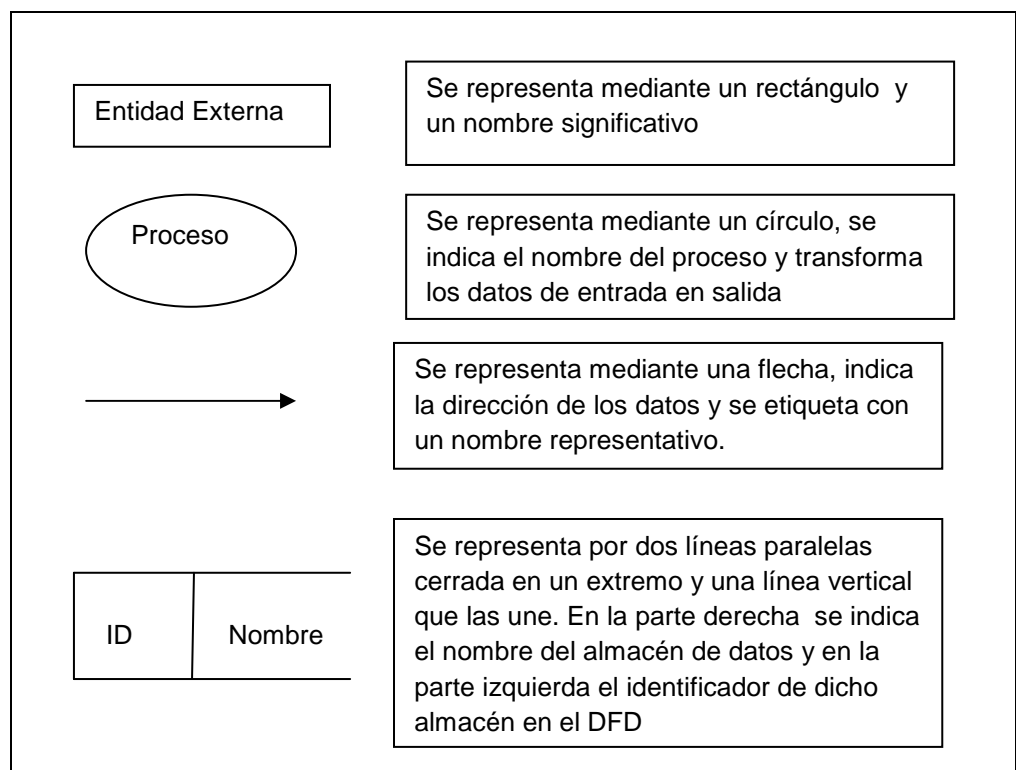 Entidad Externa
Se representa mediante un rectángulo y
un nombre significativo
Proceso
Se representa mediante un círculo, se
indica el nombre del proceso y transforma
los datos de entrada en salida
Se representa mediante una flecha, indica
la dirección de los datos y se etiqueta con
un nombre representativo.
ID
Nombre
Se representa por dos líneas paralelas
cerrada en un extremo y una línea vertical
que las une. En la parte derecha se indica
el nombre del almacén de datos y en la
parte izquierda el identificador de dicho
almacén en el DFD